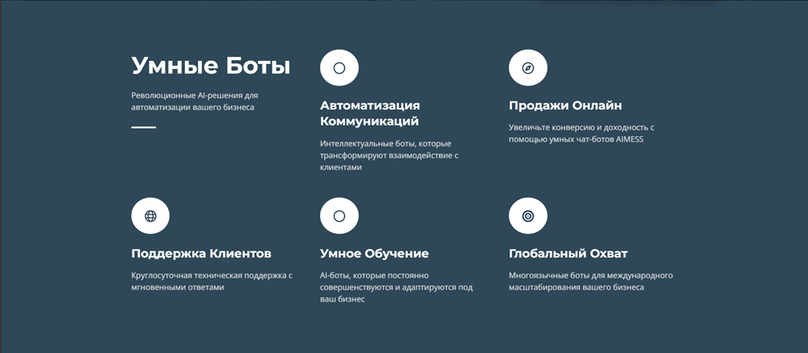 Умные Боты
Революционные AI-решения для
автоматизации вашего бизнеса
Автоматизация
Коммуникаций
Интеллектуальные боты, которые
трансформируют взаимодействие с
клиентами
Продажи Онлайн
Увеличьте конверсию и доходность с
помощью умных чат-ботов AIMESS
Поддержка Клиентов
Круглосуточная техническая поддержка с
мгновенными ответами
Умное Обучение
AI-боты, которые постоянно
совершенствуются и адаптируются под
ваш бизнес
Глобальный Охват
Многоязычные боты для международного
масштабирования вашего бизнеса